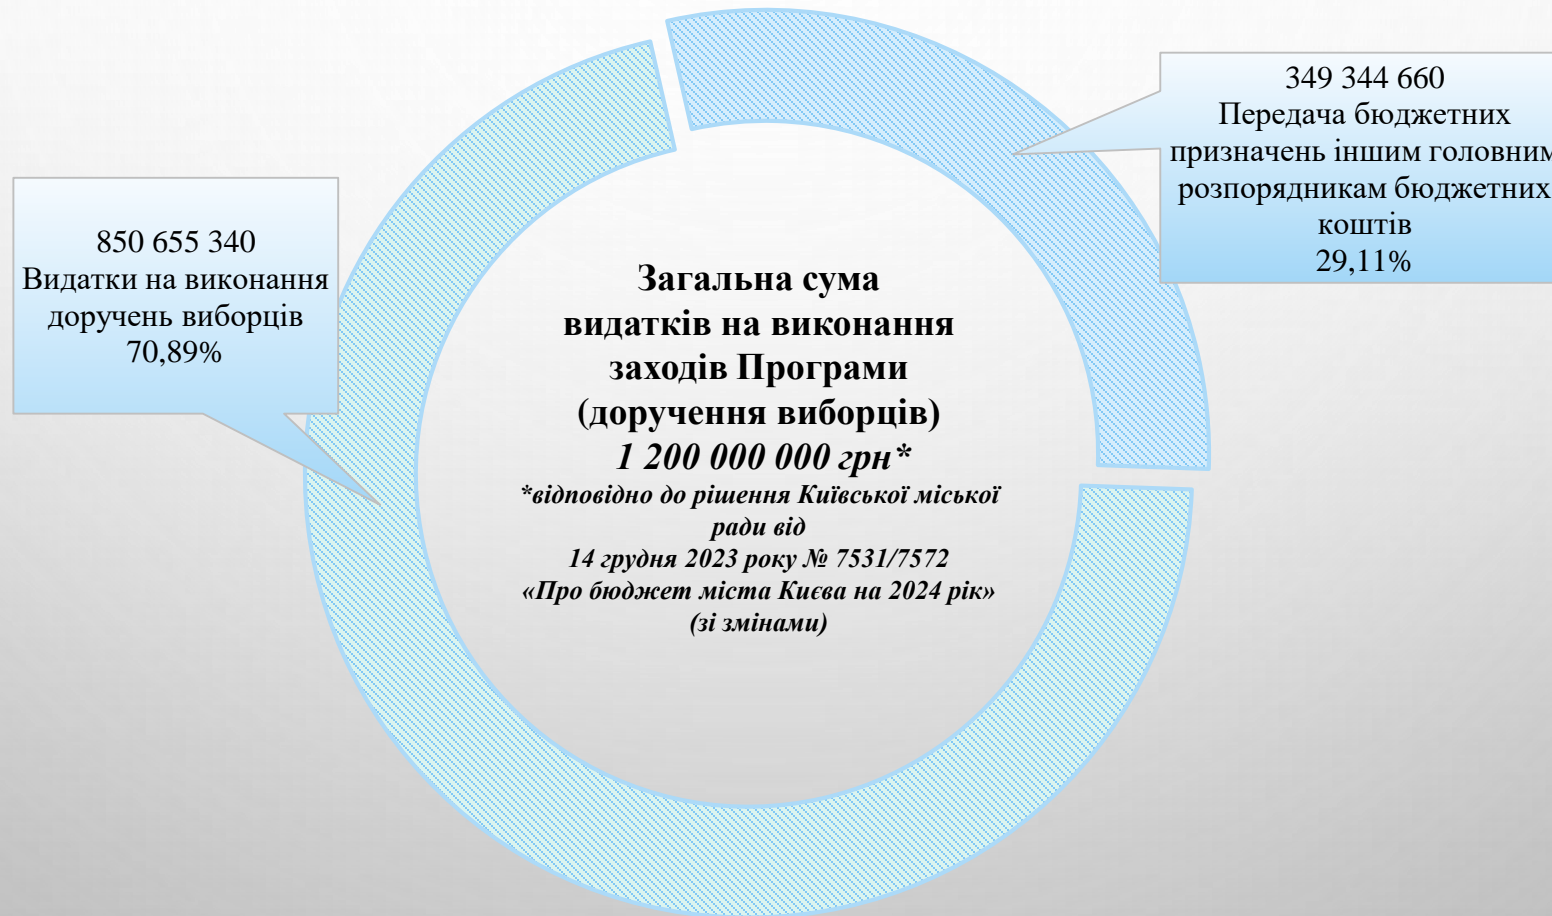 349 344 660
Передача бюджетних
призначень іншим головним
розпорядникам бюджетних
коштів
29,11%
850 655 340
Видатки на виконання
доручень виборців
70,89%
Загальна сума
видатків на виконання
заходів Програми
(доручення виборців)
1 200 000 000 грн*
*відповідно до рішення Київської міської
ради від
14 грудня 2023 року № 7531/7572
«Про бюджет міста Києва на 2024 рік»
(зі змінами)